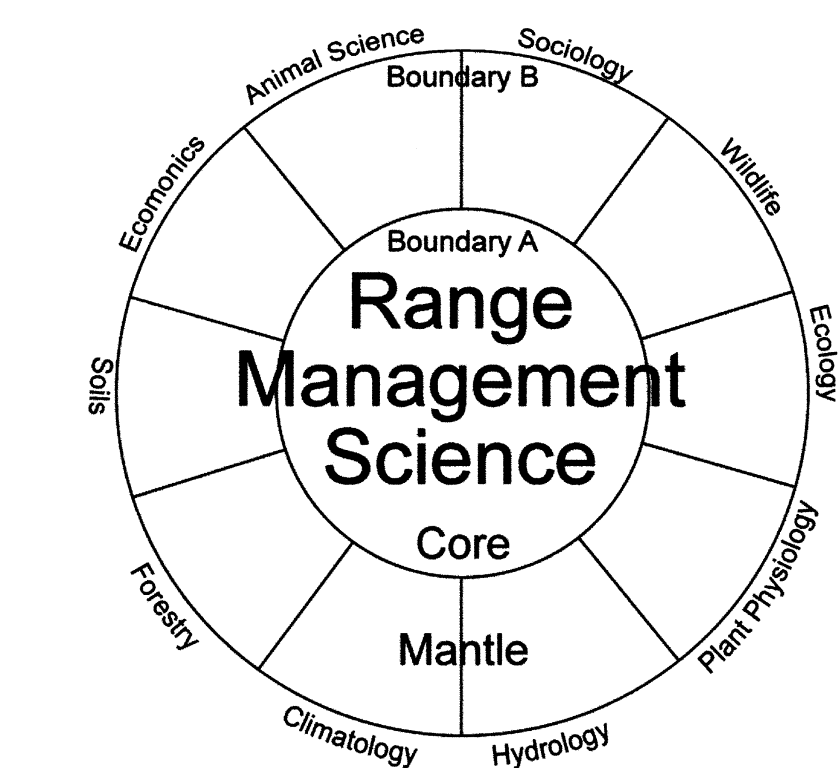 Animal Science
Sociology
Boundary B
Ecomonics
Wildlife
Boundary A
Range
Management
Science
Soils
Ecology
Core
Mantle
Forestry
Plant Physiology
Climatology
Hydrology